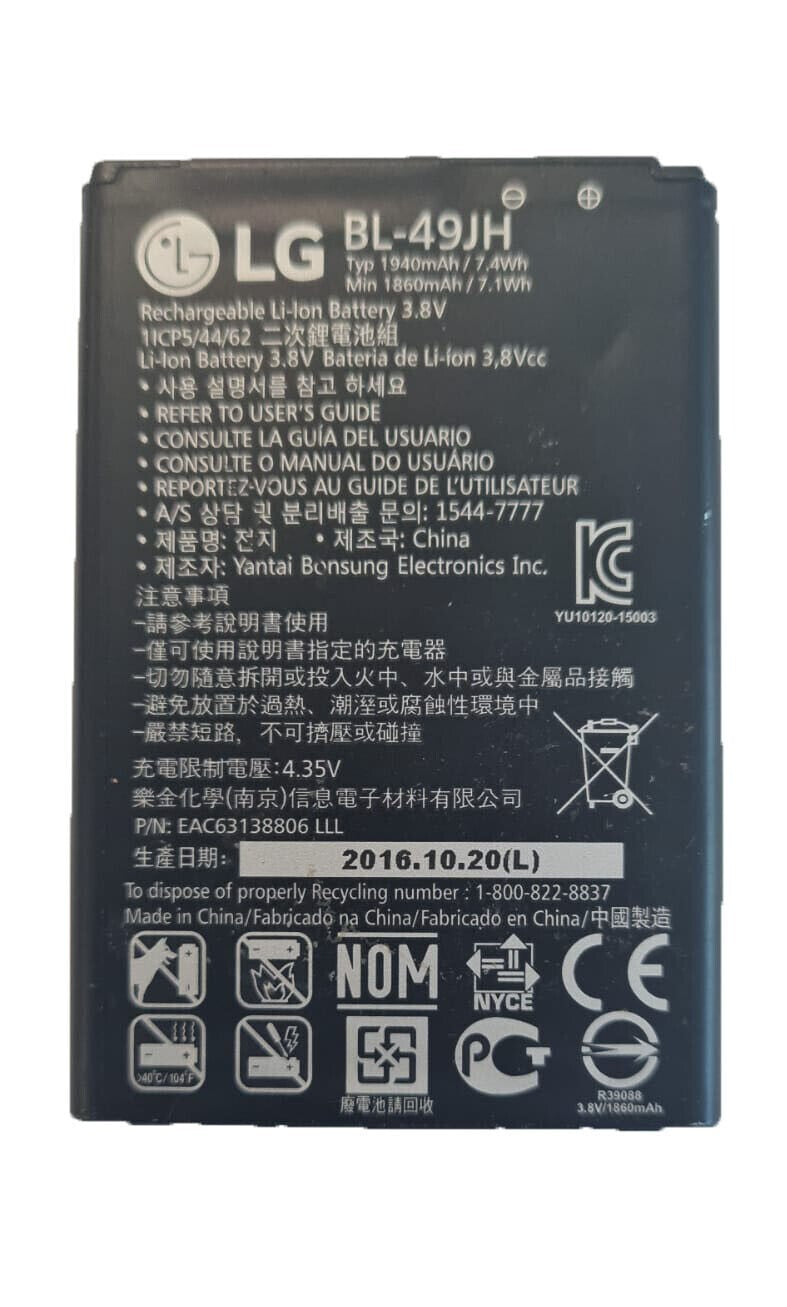 LG BL-49JH
Typ 1940mAh / 7.4Wh
Min 1860mAh / 7.1Wh
Rechargeable Li-Ion Battery 3.8V
1ICP5/44/62 二次鋰電池組
Li-Ion Battery 3.8V Bateria de Li-íon 3,8Vcc
• 사용 설명서를 참고 하세요
• REFER TO USER'S GUIDE
• CONSULTE LA GUÍA DEL USUARIO
• CONSULTE O MANUAL DO USUÁRIO
• REPORTEZ-VOUS AU GUIDE DE L'UTILISATEUR
• A/S 상담 및 분리배출 문의: 1544-7777
• 제품명: 전지 • 제조국: China
• 제조자: Yantai Bonsung Electronics Inc.
YU10120-15003
注意事項
-請參考說明書使用
-僅可使用說明書指定的充電器
-切勿隨意拆開或投入火中、水中或與金屬品接觸
-避免放置於過熱、潮溼或腐蝕性環境中
-嚴禁短路，不可擠壓或碰撞
充電限制電壓:4.35V
樂金化學(南京)信息電子材料有限公司
P/N: EAC63138806 LLL
生產日期: 2016.10.20(L)
To dispose of properly Recycling number : 1-800-822-8837
Made in China/Fabricado na China/Fabricado en China/中國製造
NOM NYCE CE
>40°C/104°F
廢電池請回收
R39088
3.8V/1860mAh